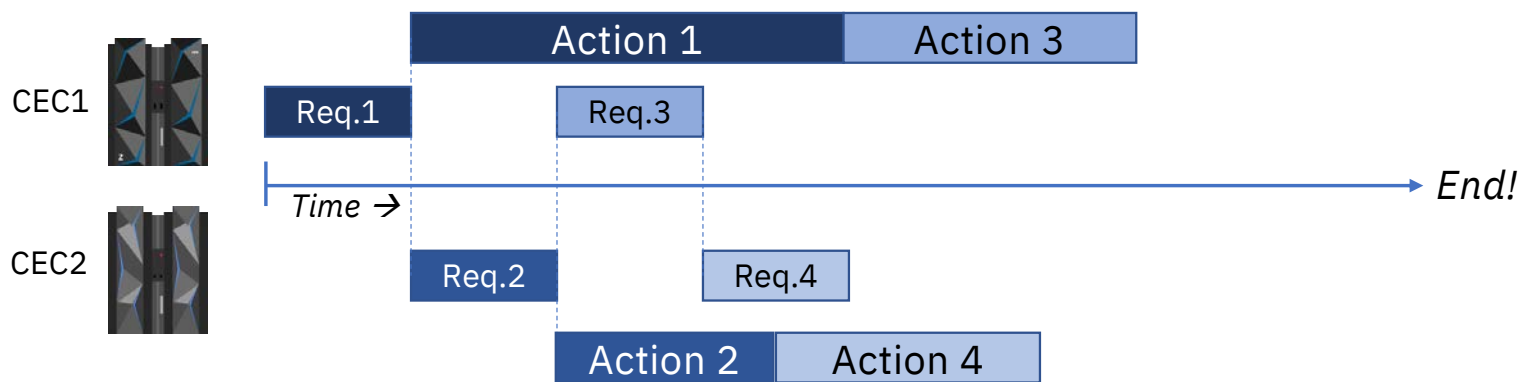 Action 1
Action 3
CEC1
Req.1
Req.3
Time →
End!
CEC2
Req.2
Req.4
Action 2
Action 4